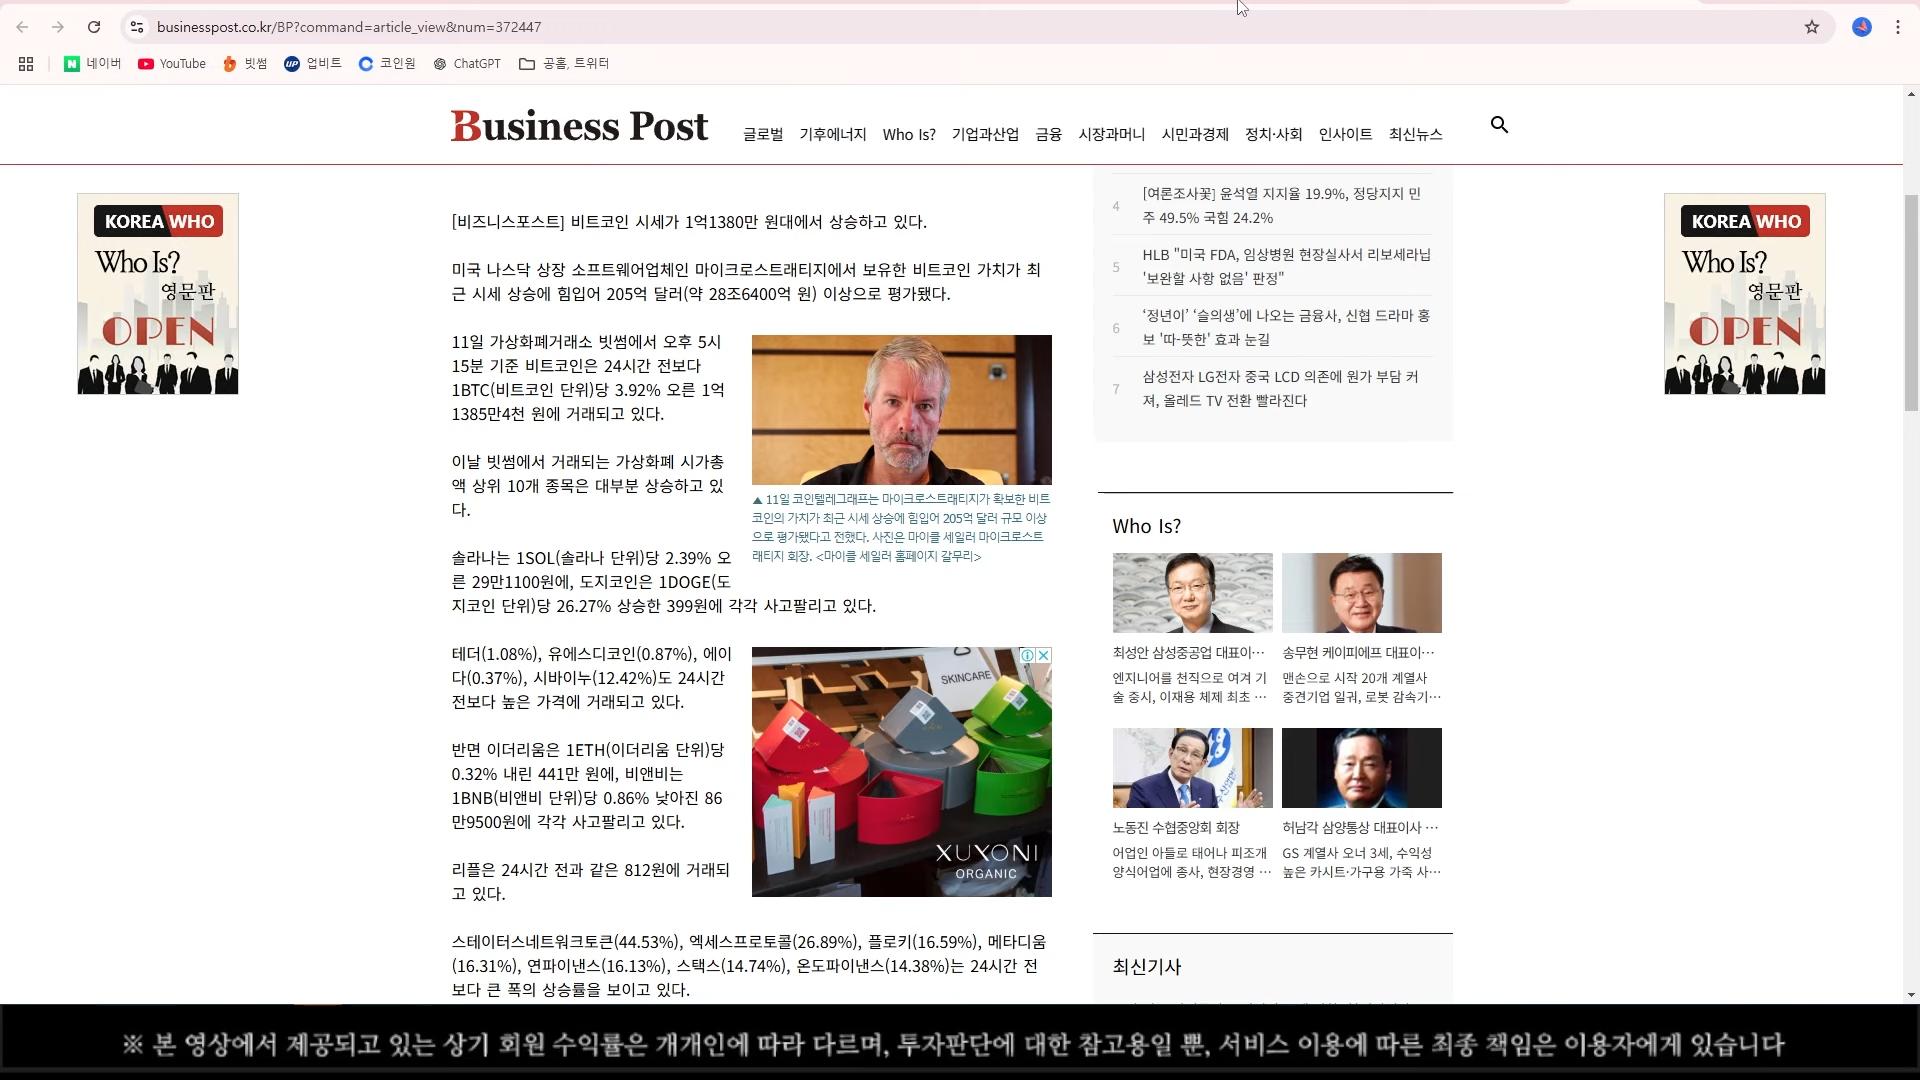 businesspost.co.kr/BP?command=article_view&num=372447
네이버 YouTube 빗썸 업비트 코인원 ChatGPT 공홈, 트위터
Business Post
글로벌 기후에너지 Who Is? 기업과산업 금융 시장과머니 시민과경제 정치·사회 인사이트 최신뉴스
KOREA WHO
Who Is?
영문판
OPEN
[비즈니스포스트] 비트코인 시세가 1억1380만 원대에서 상승하고 있다.
미국 나스닥 상장 소프트웨어업체인 마이크로스트래티지에서 보유한 비트코인 가치가 최
근 시세 상승에 힘입어 205억 달러(약 28조6400억 원) 이상으로 평가됐다.
11일 가상화폐거래소 빗썸에서 오후 5시
15분 기준 비트코인은 24시간 전보다
1BTC(비트코인 단위)당 3.92% 오른 1억
1385만4천 원에 거래되고 있다.
이날 빗썸에서 거래되는 가상화폐 시가총
액 상위 10개 종목은 대부분 상승하고 있
다.
▲ 11일 코인텔레그래프는 마이크로스트래티지가 확보한 비트
코인의 가치가 최근 시세 상승에 힘입어 205억 달러 규모 이상
으로 평가됐다고 전했다. 사진은 마이클 세일러 마이크로스트
래티지 회장. <마이클 세일러 홈페이지 갈무리>
솔라나는 1SOL(솔라나 단위)당 2.39% 오
른 29만1100원에, 도지코인은 1DOGE(도
지코인 단위)당 26.27% 상승한 399원에 각각 사고팔리고 있다.
테더(1.08%), 유에스디코인(0.87%), 에이
다(0.37%), 시바이누(12.42%)도 24시간
전보다 높은 가격에 거래되고 있다.
반면 이더리움은 1ETH(이더리움 단위)당
0.32% 내린 441만 원에, 비앤비는
1BNB(비앤비 단위)당 0.86% 낮아진 86
만9500원에 각각 사고팔리고 있다.
리플은 24시간 전과 같은 812원에 거래되
고 있다.
SKINCARE
XUXONI
ORGANIC
스테이터스네트워크토큰(44.53%), 엑세스프로토콜(26.89%), 플로키(16.59%), 메타디움
(16.31%), 연파이낸스(16.13%), 스택스(14.74%), 온도파이낸스(14.38%)는 24시간 전
보다 큰 폭의 상승률을 보이고 있다.
4 [여론조사꽃] 윤석열 지지율 19.9%, 정당지지 민
주 49.5% 국힘 24.2%
5 HLB "미국 FDA, 임상병원 현장실사서 리보세라닙
'보완할 사항 없음' 판정"
6 ‘정년이’ ‘슬의생’에 나오는 금융사, 신협 드라마 홍
보 '따-뜻한' 효과 눈길
7 삼성전자 LG전자 중국 LCD 의존에 원가 부담 커
져, 올레드 TV 전환 빨라진다
Who Is?
최성안 삼성중공업 대표이…
엔지니어를 천직으로 여겨 기
술 중시, 이재용 체제 최초 …
송무현 케이피에프 대표이…
맨손으로 시작 20개 계열사
중견기업 일궈, 로봇 감속기…
노동진 수협중앙회 회장
어업인 아들로 태어나 피조개
양식어업에 종사, 현장경영 …
허남각 삼양통상 대표이사 …
GS 계열사 오너 3세, 수익성
높은 카시트·가구용 가죽 사…
최신기사
KOREA WHO
Who Is?
영문판
OPEN
※ 본 영상에서 제공되고 있는 상기 회원 수익률은 개개인에 따라 다르며, 투자판단에 대한 참고용일 뿐, 서비스 이용에 따른 최종 책임은 이용자에게 있습니다